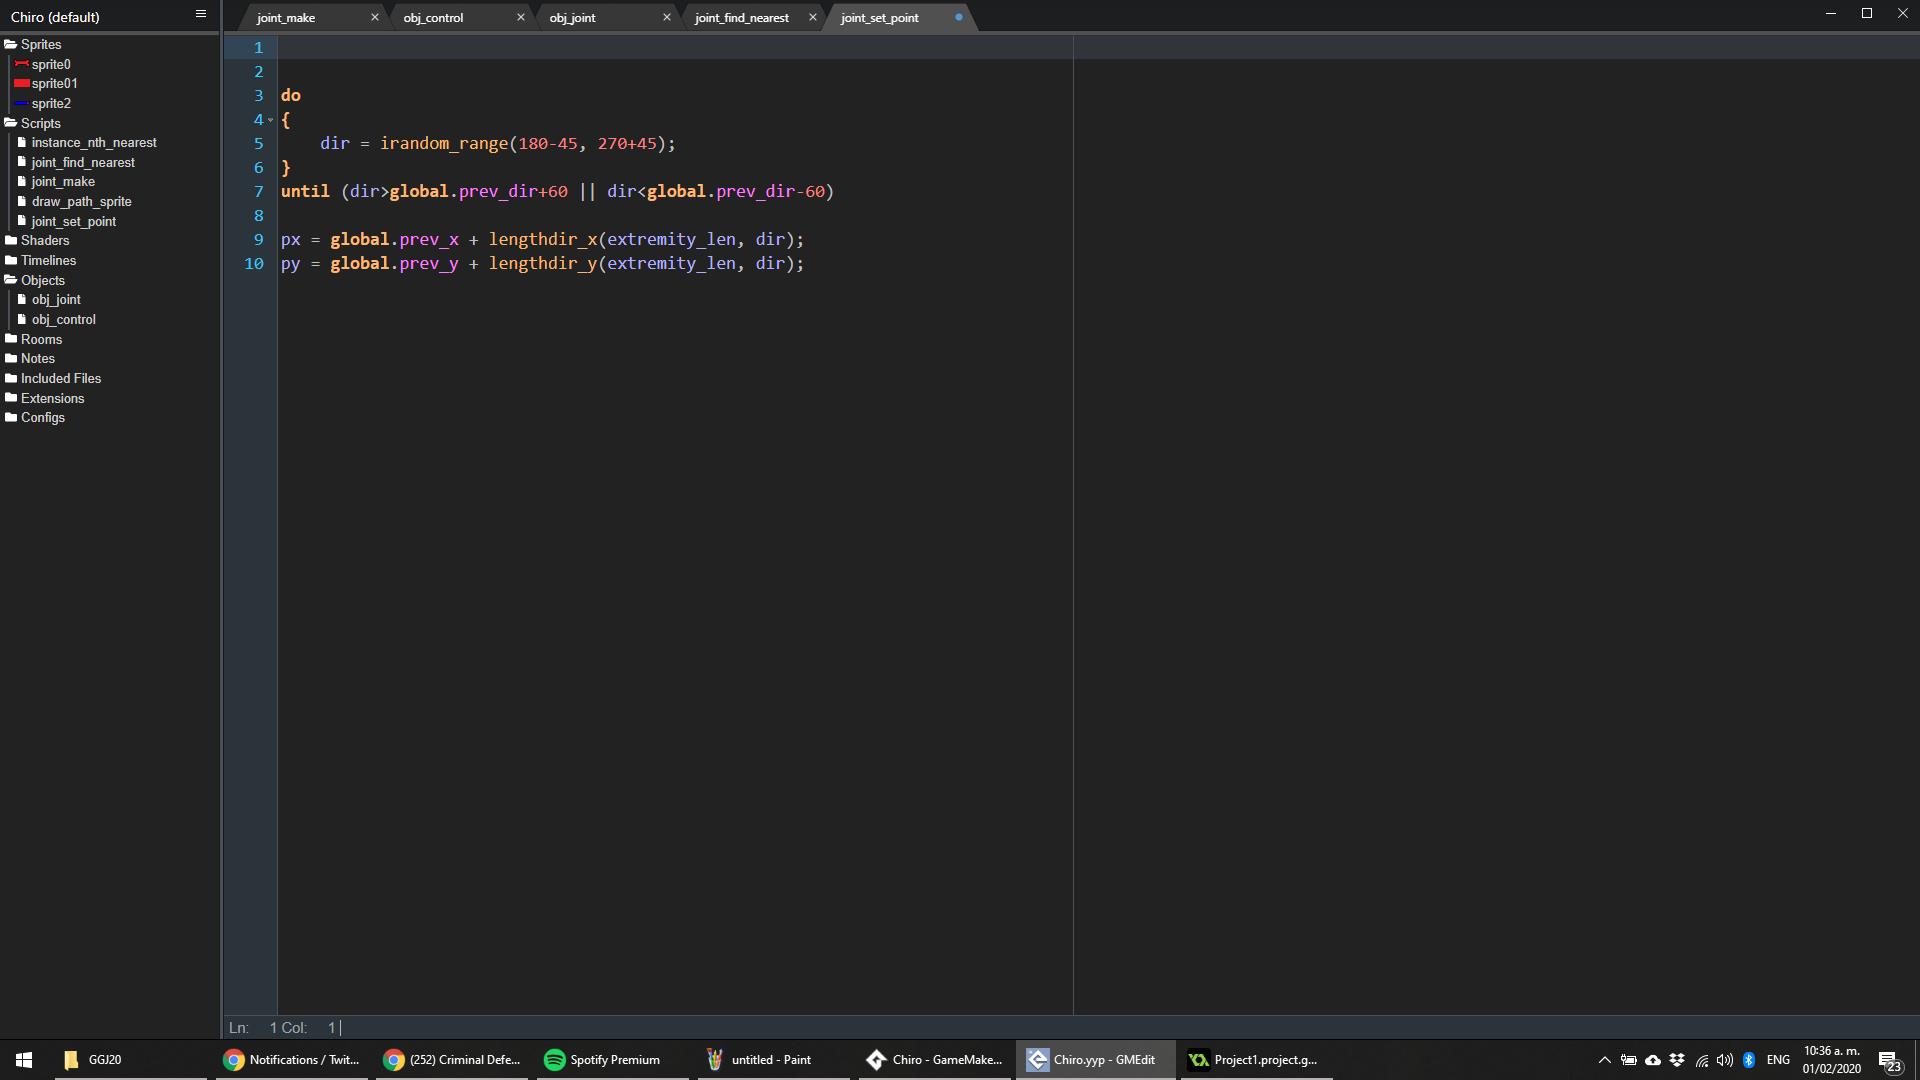 Chiro (default)
joint_make
obj_control
obj_joint
joint_find_nearest
joint_set_point
Sprites
sprite0
sprite01
sprite2
Scripts
instance_nth_nearest
joint_find_nearest
joint_make
draw_path_sprite
joint_set_point
Shaders
Timelines
Objects
obj_joint
obj_control
Rooms
Notes
Included Files
Extensions
Configs
1
2
3 do
4 {
5 dir = irandom_range(180-45, 270+45);
6 }
7 until (dir>global.prev_dir+60 || dir<global.prev_dir-60)
8
9 px = global.prev_x + lengthdir_x(extremity_len, dir);
10 py = global.prev_y + lengthdir_y(extremity_len, dir);
Ln: 1 Col: 1
GGJ20
Notifications / Twit...
(252) Criminal Defe...
Spotify Premium
untitled - Paint
Chiro - GameMake...
Chiro.yyp - GMEdit
Project1.project.g...
ENG
10:36 a. m.
01/02/2020
23